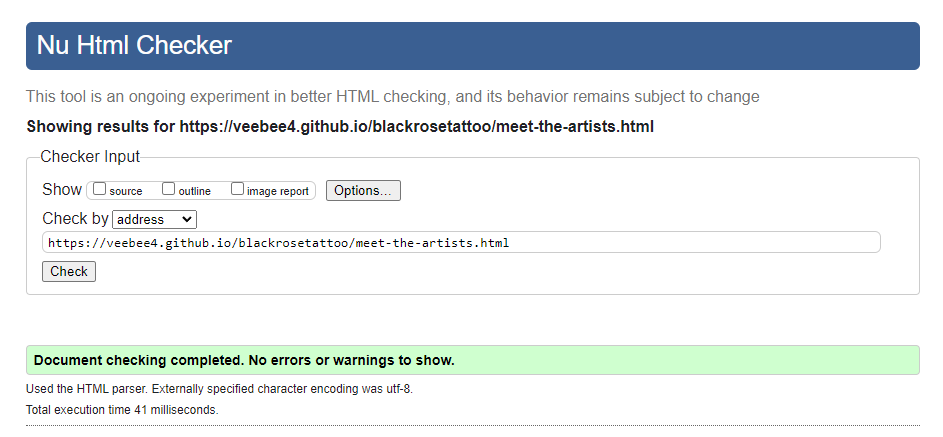 Nu Html Checker
This tool is an ongoing experiment in better HTML checking, and its behavior remains subject to change
Showing results for https://veebee4.github.io/blackrosetattoo/meet-the-artists.html
Checker Input
Show source outline image report Options...
Check by address
https://veebee4.github.io/blackrosetattoo/meet-the-artists.html
Check
Document checking completed. No errors or warnings to show.
Used the HTML parser. Externally specified character encoding was utf-8.
Total execution time 41 milliseconds.